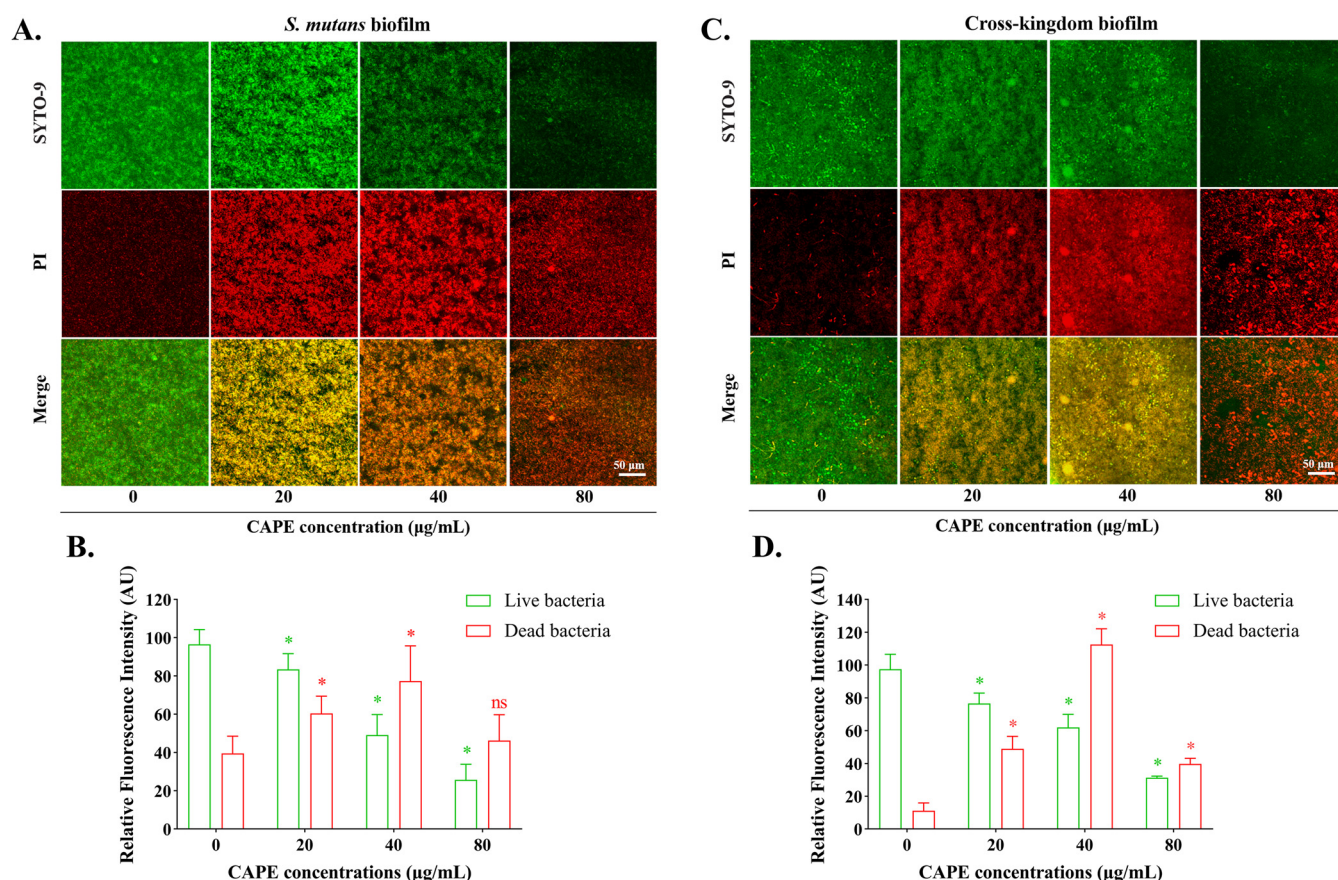 A.
S. mutans biofilm
SYTO-9
PI
Merge
50 μm
0 20 40 80
CAPE concentration (μg/mL)
C.
Cross-kingdom biofilm
SYTO-9
PI
Merge
50 μm
0 20 40 80
CAPE concentration (μg/mL)
B.
Relative Fluorescence Intensity (AU)
120
100
80
60
40
20
0
* * * * * ns
Live bacteria
Dead bacteria
0 20 40 80
CAPE concentrations (μg/mL)
D.
Relative Fluorescence Intensity (AU)
140
120
100
80
60
40
20
0
* * * * * *
Live bacteria
Dead bacteria
0 20 40 80
CAPE concentrations (μg/mL)